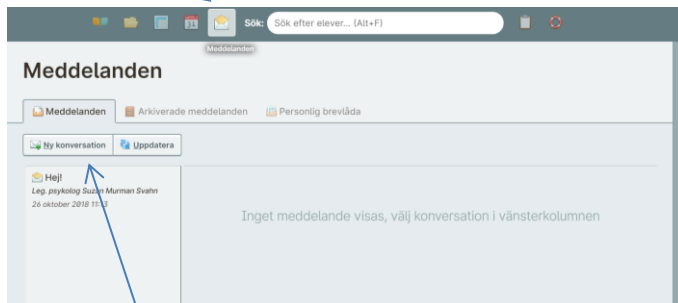 31 Sök: Sök efter elever... (Alt+F)
Meddelanden
Meddelanden
Meddelanden Arkiverade meddelanden Personlig brevlåda
Ny konversation Uppdatera
Hej!
Leg. psykolog Suzan Murman Svahn
26 oktober 2018
Inget meddelande visas, välj konversation i vänsterkolumnen